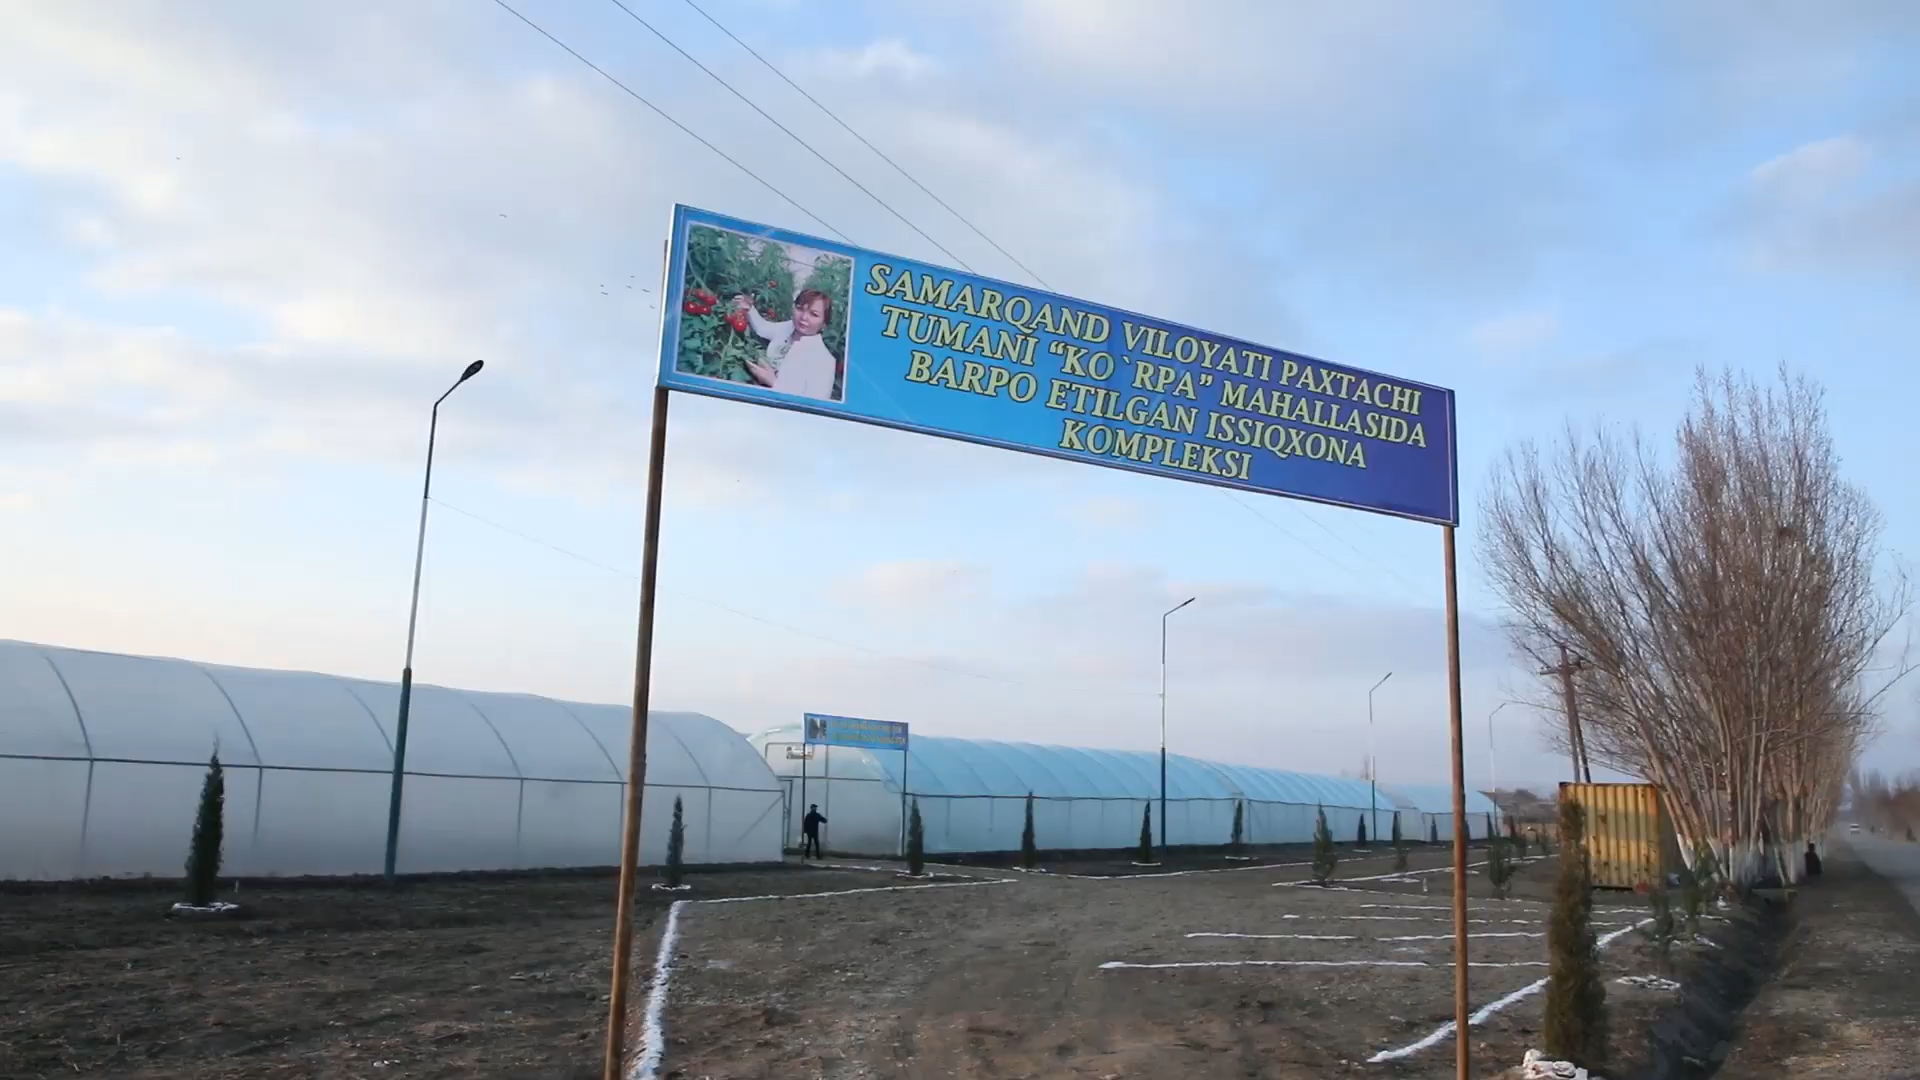 SAMARQAND VILOYATI PAXTACHI
TUMANI “KO`RPA” MAHALLASIDA
BARPO ETILGAN ISSIQXONA
KOMPLEKSI